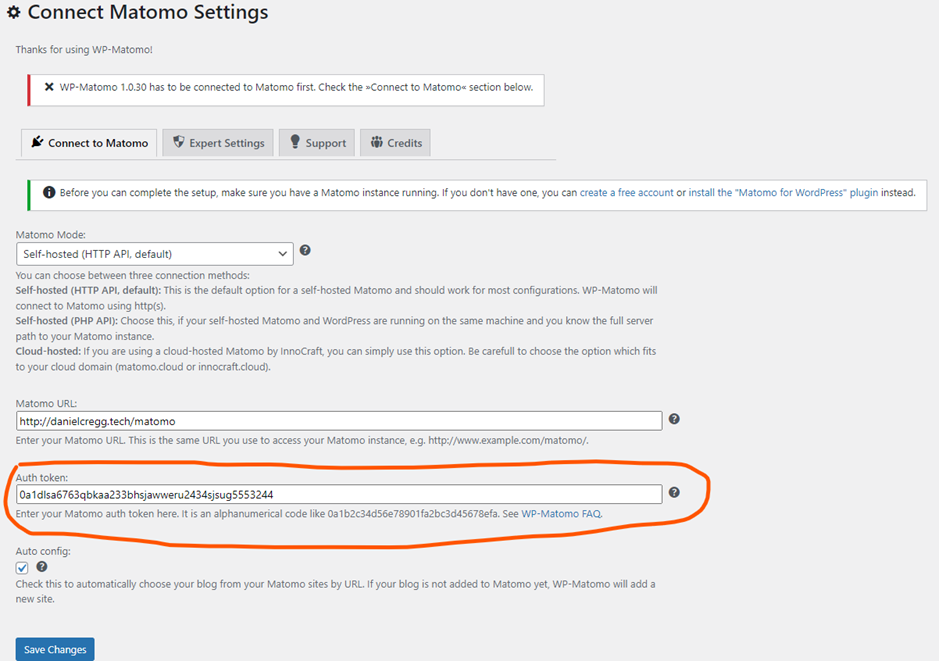 Connect Matomo Settings
Thanks for using WP-Matomo!
WP-Matomo 1.0.30 has to be connected to Matomo first. Check the »Connect to Matomo« section below.
Connect to Matomo Expert Settings Support Credits
Before you can complete the setup, make sure you have a Matomo instance running. If you don't have one, you can create a free account or install the "Matomo for WordPress" plugin instead.
Matomo Mode:
Self-hosted (HTTP API, default)
You can choose between three connection methods:
Self-hosted (HTTP API, default): This is the default option for a self-hosted Matomo and should work for most configurations. WP-Matomo will
connect to Matomo using http(s).
Self-hosted (PHP API): Choose this, if your self-hosted Matomo and WordPress are running on the same machine and you know the full server
path to your Matomo instance.
Cloud-hosted: If you are using a cloud-hosted Matomo by InnoCraft, you can simply use this option. Be carefull to choose the option which fits
to your cloud domain (matomo.cloud or innocraft.cloud).
Matomo URL:
http://danielcregg.tech/matomo
Enter your Matomo URL. This is the same URL you use to access your Matomo instance, e.g. http://www.example.com/matomo/.
Auth token:
0a1dlsa6763qbkaa233bhsjawweru2434sjsug5553244
Enter your Matomo auth token here. It is an alphanumerical code like 0a1b2c34d56e78901fa2bc3d45678efa. See WP-Matomo FAQ.
Auto config:
Check this to automatically choose your blog from your Matomo sites by URL. If your blog is not added to Matomo yet, WP-Matomo will add a
new site.
Save Changes